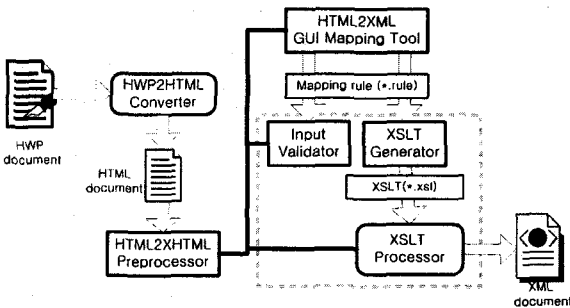 HTML2XML
GUI Mapping Tool
Mapping rule (*.rule)
HWP2HTML
Converter
HWP
document
Input
Validator
XSLT
Generator
HTML
document
XSLT(*.xsl)
HTML2XHTML
Preprocessor
XSLT
Processor
XML
document